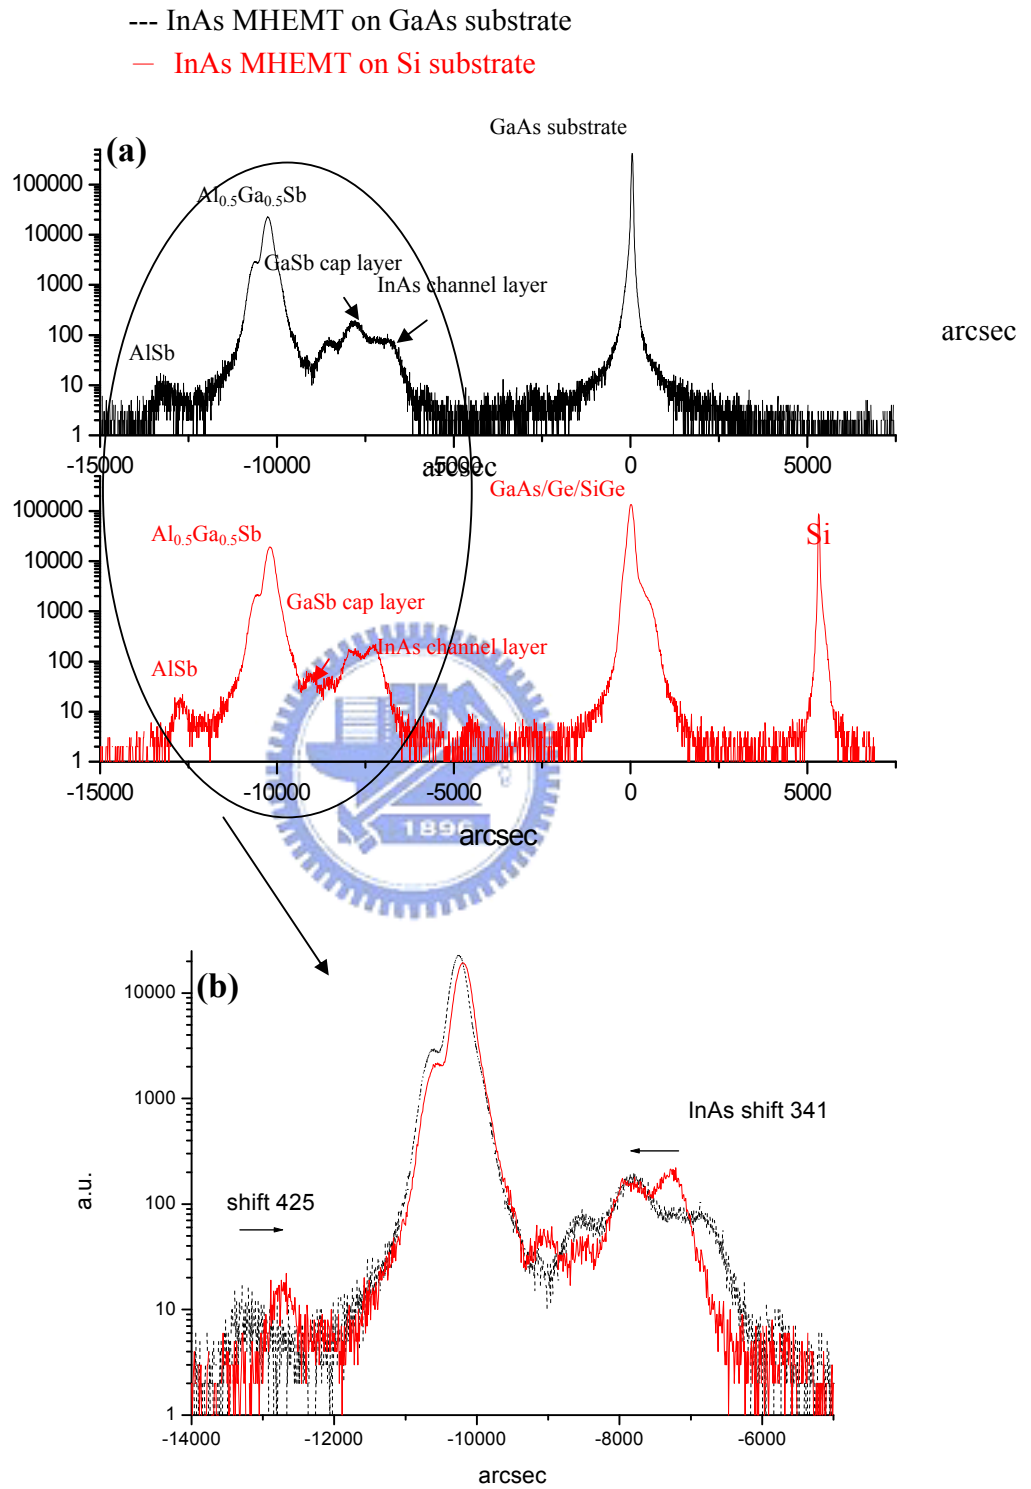 --- InAs MHEMT on GaAs substrate
— InAs MHEMT on Si substrate
(a)
GaAs substrate
Al0.5Ga0.5Sb
GaSb cap layer
InAs channel layer
AlSb
100000
10000
1000
100
10
1
-15000 -10000 -5000 0 5000
arcsec
arcsec
GaAs/Ge/SiGe
Si
Al0.5Ga0.5Sb
GaSb cap layer
InAs channel layer
AlSb
100000
10000
1000
100
10
1
-15000 -10000 -5000 0 5000
arcsec
1896
(b)
InAs shift 341
shift 425
a.u.
10000
1000
100
10
1
-14000 -12000 -10000 -8000 -6000
arcsec